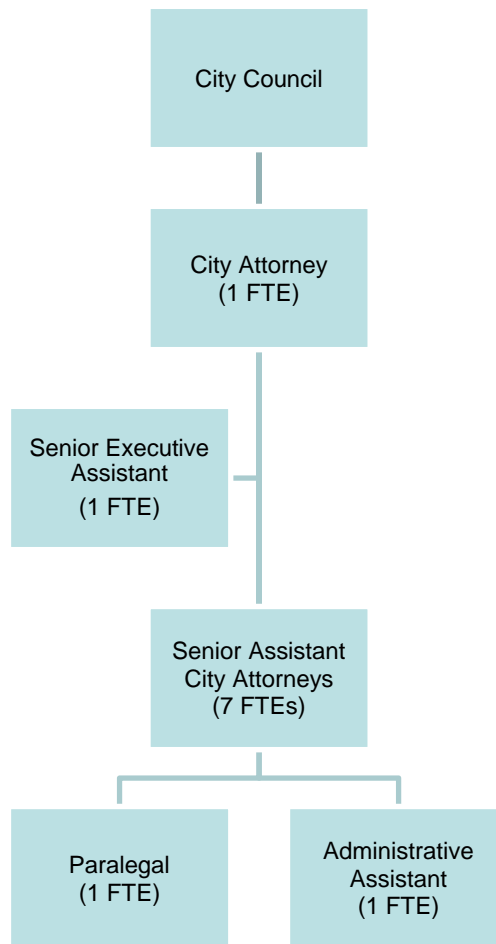 City Council
City Attorney
(1 FTE)
Senior Executive
Assistant
(1 FTE)
Senior Assistant
City Attorneys
(7 FTEs)
Paralegal
(1 FTE)
Administrative
Assistant
(1 FTE)